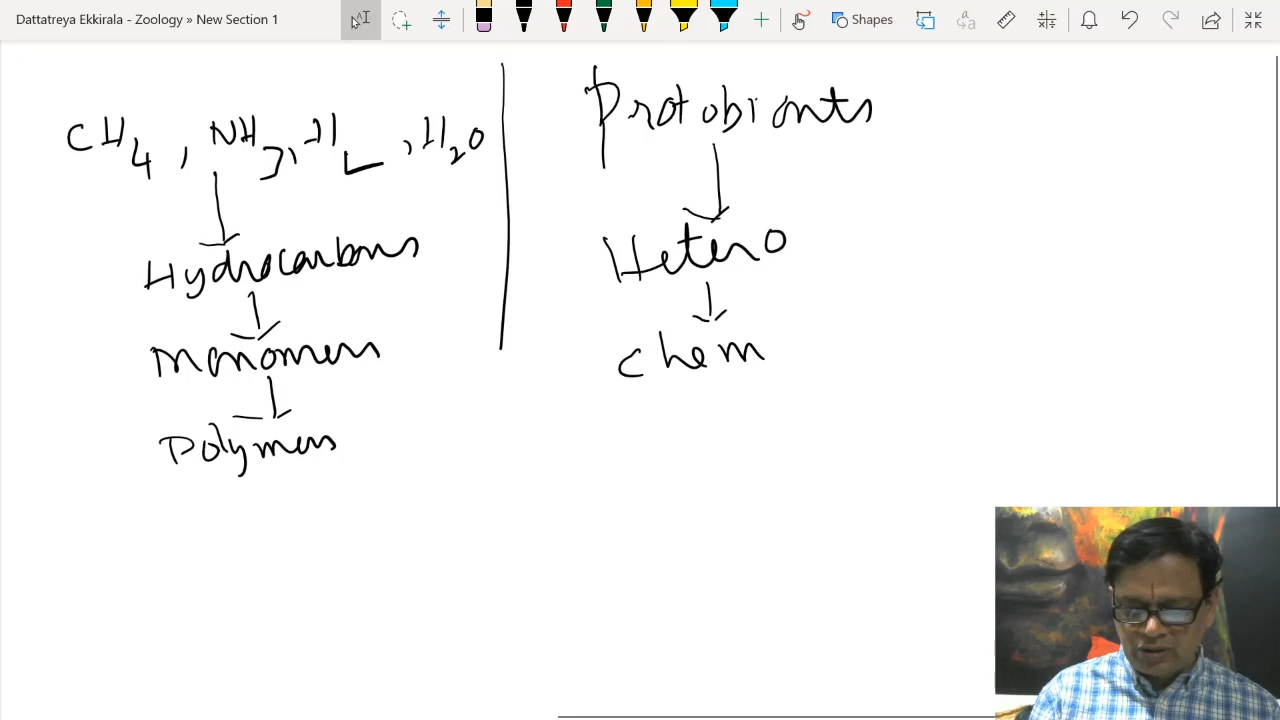 Dattatreya Ekkirala - Zoology » New Section 1
Shapes
CH4, NH3, H2, H2O
Hydrocarbons
Monomers
Polymers
Protobionts
Hetero
Chem